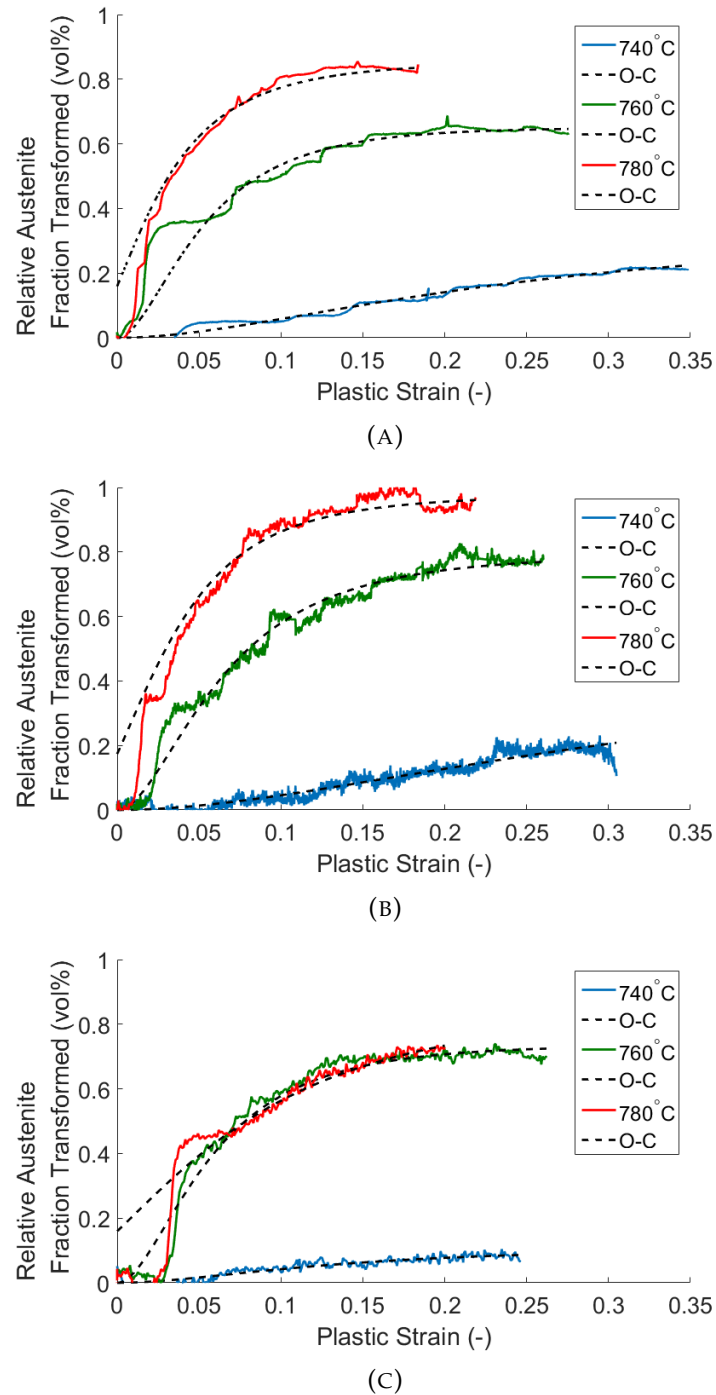 1
0.8
0.6
0.4
0.2
0
Relative Austenite
Fraction Transformed (vol%)
740°C
O-C
760°C
O-C
780°C
O-C
0 0.05 0.1 0.15 0.2 0.25 0.3 0.35
Plastic Strain (-)
(A)
1
0.8
0.6
0.4
0.2
0
Relative Austenite
Fraction Transformed (vol%)
740°C
O-C
760°C
O-C
780°C
O-C
0 0.05 0.1 0.15 0.2 0.25 0.3 0.35
Plastic Strain (-)
(B)
1
0.8
0.6
0.4
0.2
0
Relative Austenite
Fraction Transformed (vol%)
740°C
O-C
760°C
O-C
780°C
O-C
0 0.05 0.1 0.15 0.2 0.25 0.3 0.35
Plastic Strain (-)
(C)